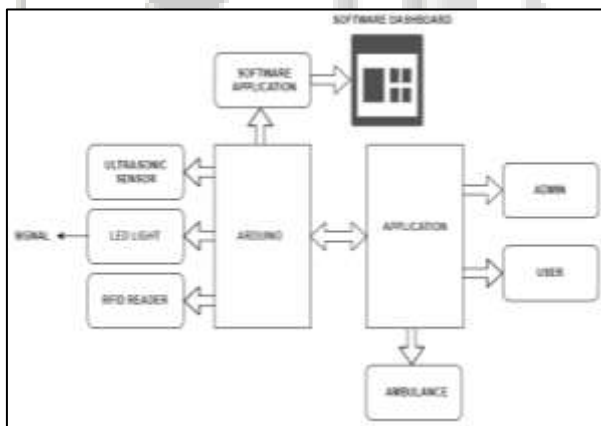 SOFTWARE DASHBOARD
SOFTWARE
APPLICATION
ULTRASONIC
SENSOR
ADMIN
APPLICATION
SIGNAL
LED LIGHT
ARDUINO
USER
RFID READER
AMBULANCE